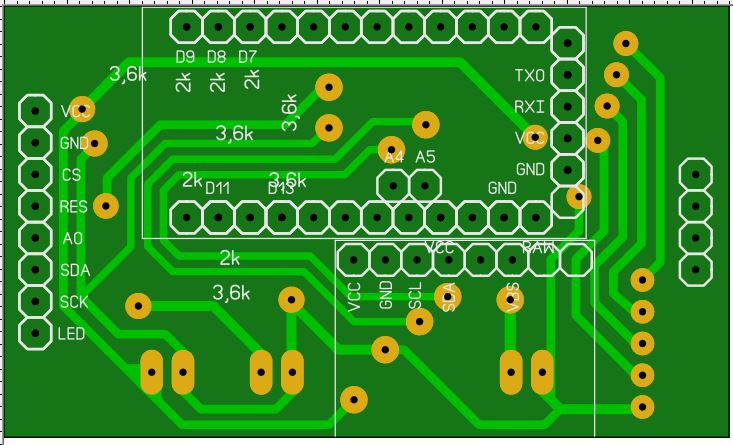 D9 D8 D7
3,6k
2k
2k
2k
TXO
VCC
3,6k
RXI
3,6k
VCC
GND
A4 A5
GND
CS
2k
D11
3,6k
D13
GND
RES
AO
VCC
RAW
SDA
2k
3,6k
VCC
GND
SCL
SDA
VBS
SCK
LED